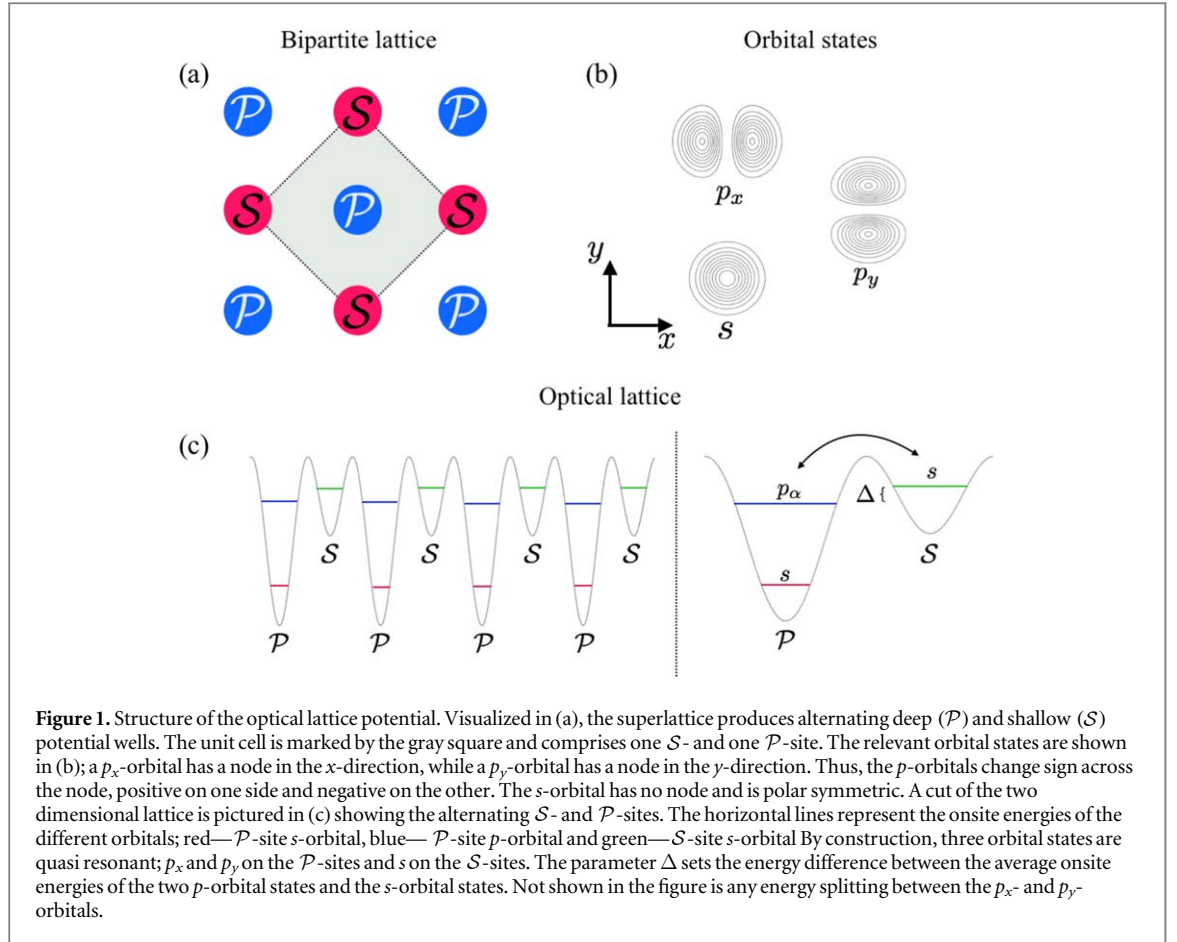 Bipartite lattice
Orbital states
(a)
(b)
P S P
S P S
P S P
p_x
p_y
s
y
x
Optical lattice
(c)
S S S S
P P P P
p_α
s
Δ{
S
s
P
Figure 1. Structure of the optical lattice potential. Visualized in (a), the superlattice produces alternating deep (P) and shallow (S)
potential wells. The unit cell is marked by the gray square and comprises one S- and one P-site. The relevant orbital states are shown
in (b); a p_x-orbital has a node in the x-direction, while a p_y-orbital has a node in the y-direction. Thus, the p-orbitals change sign across
the node, positive on one side and negative on the other. The s-orbital has no node and is polar symmetric. A cut of the two
dimensional lattice is pictured in (c) showing the alternating S- and P-sites. The horizontal lines represent the onsite energies of the
different orbitals; red—P-site s-orbital, blue— P-site p-orbital and green—S-site s-orbital By construction, three orbital states are
quasi resonant; p_x and p_y on the P-sites and s on the S-sites. The parameter Δ sets the energy difference between the average onsite
energies of the two p-orbital states and the s-orbital states. Not shown in the figure is any energy splitting between the p_x- and p_y-
orbitals.